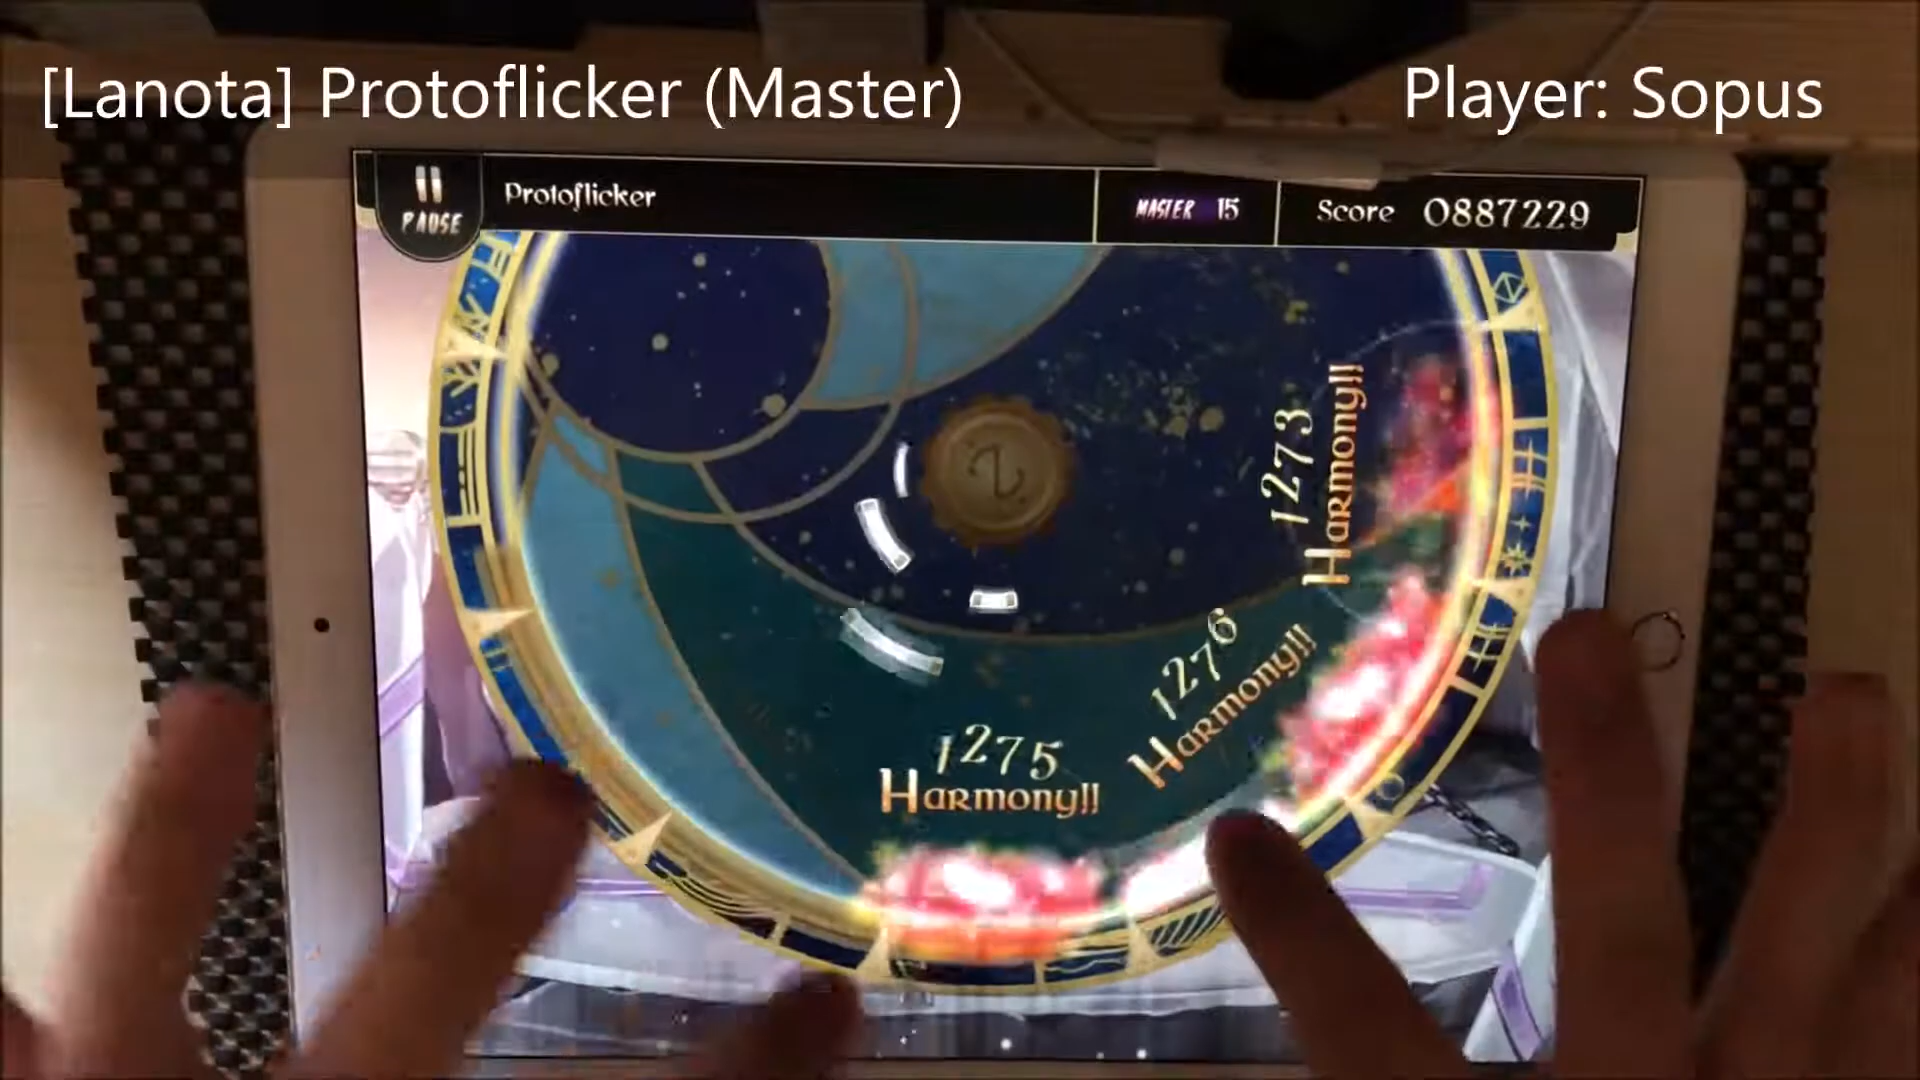 [Lanota] Protoflicker (Master)
Player: Sopus
PAUSE
Protoflicker
MASTER 15
Score 0887229
1273
Harmony!!
1276
Harmony!!
1275
Harmony!!